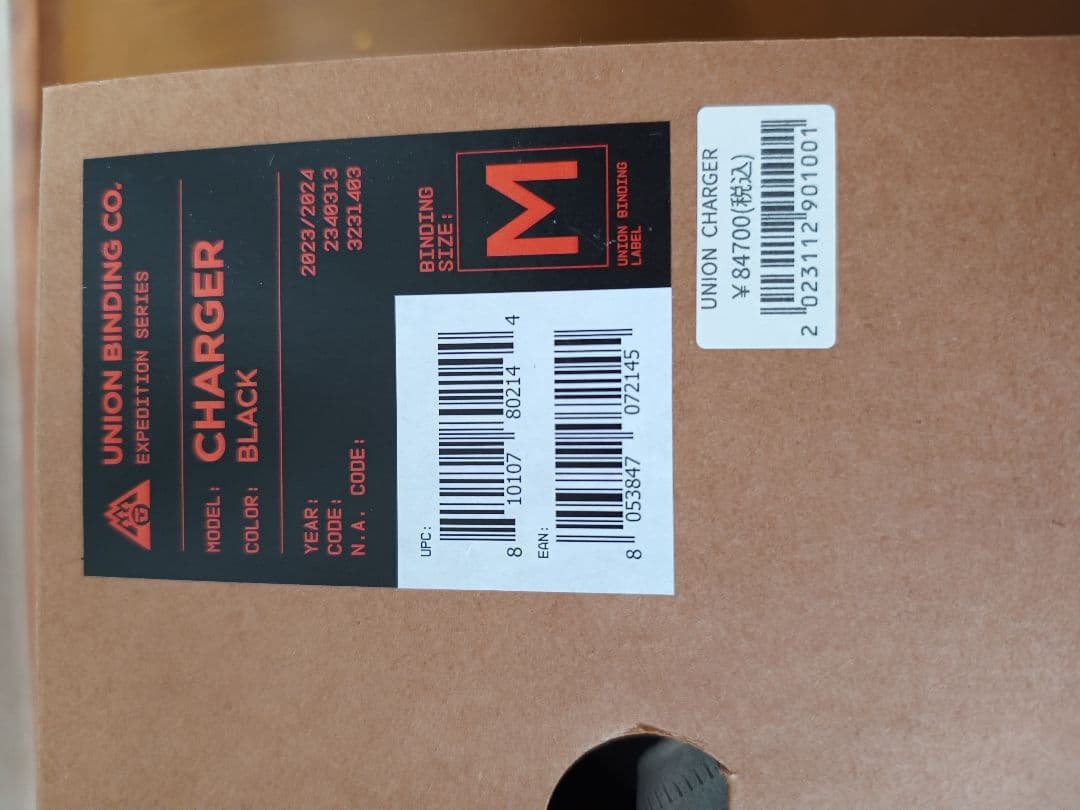 UNION BINDING CO.
EXPEDITION SERIES
MODEL: CHARGER
COLOR: BLACK
YEAR: 2023/2024
CODE: 2340313
N.A. CODE: 3231403
BINDING
SIZE:
M
UNION BINDING
LABEL
UPC:
8 10107 80214 4
EAN:
8 053847 072145
UNION CHARGER
¥84700(税込)
2 023112 901001